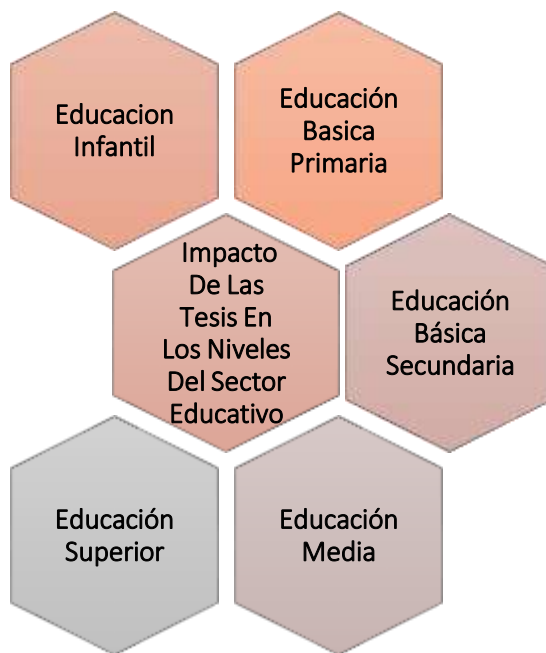 Educacion
Infantil
Educación
Basica
Primaria
Impacto
De Las
Tesis En
Los Niveles
Del Sector
Educativo
Educación
Básica
Secundaria
Educación
Superior
Educación
Media